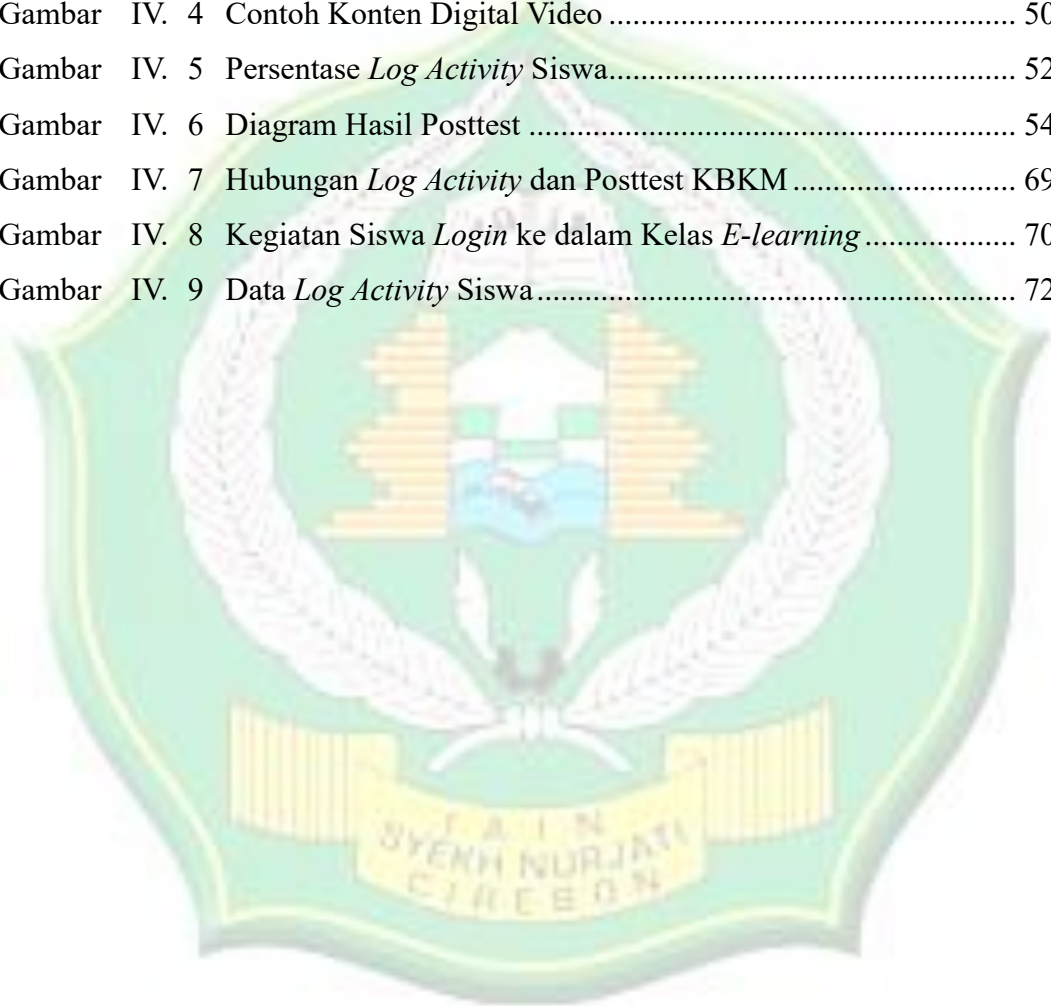 Gambar IV. 4 Contoh Konten Digital Video ................................................... 50
Gambar IV. 5 Persentase Log Activity Siswa................................................... 52
Gambar IV. 6 Diagram Hasil Posttest ............................................................. 54
Gambar IV. 7 Hubungan Log Activity dan Posttest KBKM ............................ 69
Gambar IV. 8 Kegiatan Siswa Login ke dalam Kelas E-learning ................... 70
Gambar IV. 9 Data Log Activity Siswa............................................................ 72
IAIN
SYEKH NURJATI
CIREBON